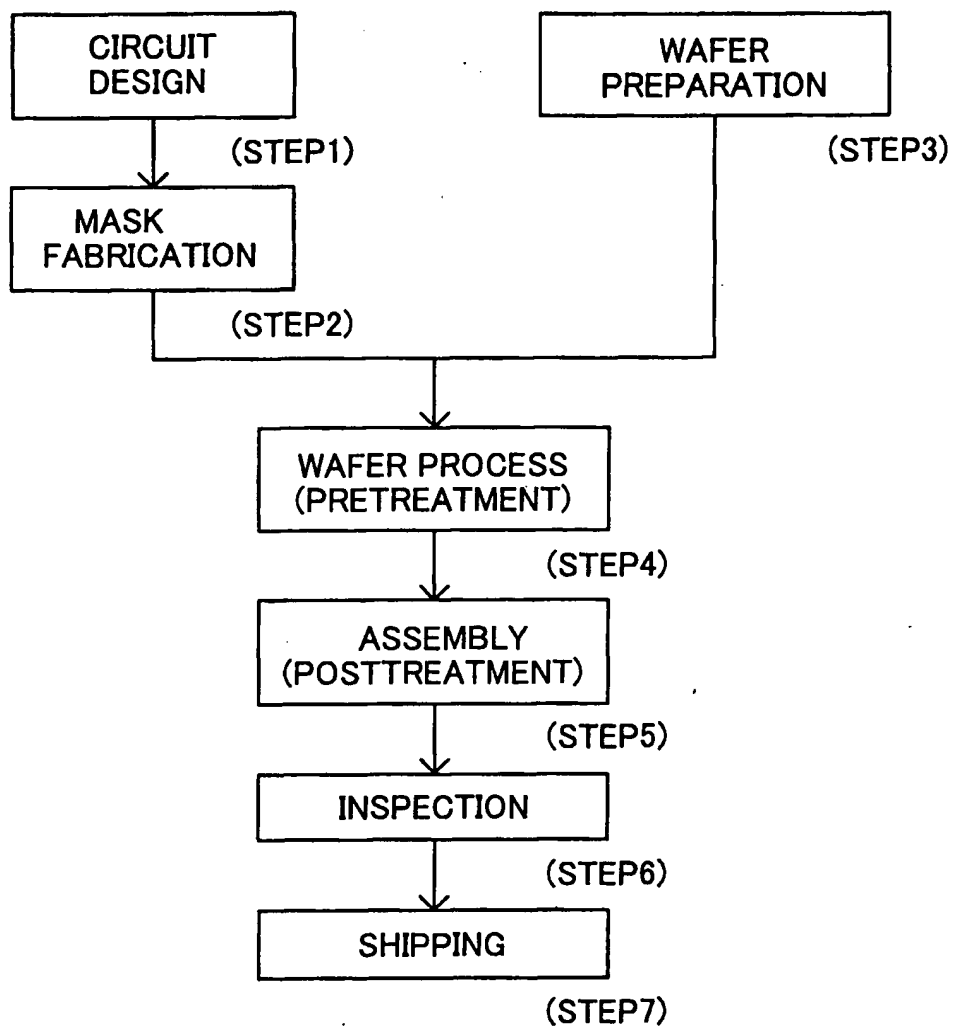 CIRCUIT
DESIGN
(STEP1)
MASK
FABRICATION
(STEP2)
WAFER
PREPARATION
(STEP3)
WAFER PROCESS
(PRETREATMENT)
(STEP4)
ASSEMBLY
(POSTTREATMENT)
(STEP5)
INSPECTION
(STEP6)
SHIPPING
(STEP7)